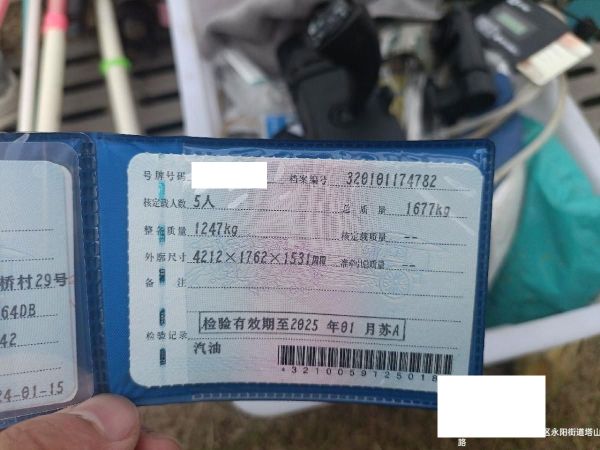 号牌号码 档案编号 320101174782
核定载人数 5人 总质量 1677kg
整备质量 1247kg 核定载质量 --
外廓尺寸 4212×1762×1531mm 准牵引总质量 --
备注
检验有效期至2025年01月苏A
检验记录
汽油
桥村29号
64DB
42
24-01-15
区永阳街道塔山
路